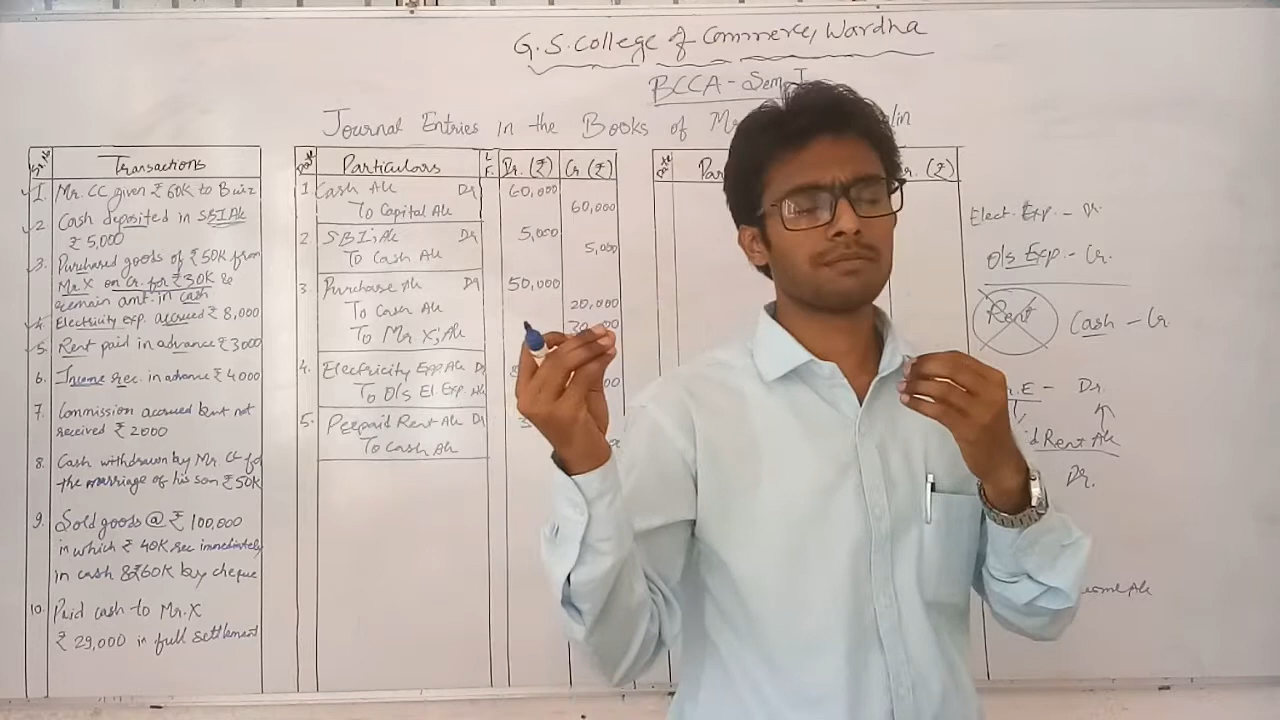 G.S. College of Commerce, Wardha
BCCA - Sem I
Journal Entries in the Books of Mr
Sr. No
Transactions
1. Mr. CC given ₹ 60K to Buiz
2 Cash deposited in SBI A/c
₹ 5,000
3. Purchased goods of ₹50K from
Mr X on Cr. for ₹30K &
remain amt. in cash
4. Electricity exp. accrued ₹ 8,000
5. Rent paid in advance ₹ 3000
6. Income rec. in advance ₹ 4000
7. Commission accrued but not
received ₹ 2000
8. Cash withdrawn by Mr. CC for
the marriage of his son ₹50K
9. Sold goods @ ₹ 100,000
in which ₹ 40K rec immediately
in cash & ₹60K by cheque
10. Paid cash to Mr. X
₹ 29,000 in full settlement
Date Particulars L.F. Dr. (₹) Cr (₹)
1 Cash A/c Dr 60,000
To Capital A/c 60,000
2. SBI's A/c Dr 5,000
To Cash A/c 5,000
3. Purchase A/c Dr 50,000
To Cash A/c 20,000
To Mr X's A/c
4. Electricity Exp A/c Dr
To O/s El. Exp. A/c
5. Prepaid Rent A/c Dr
To Cash A/c
Date
(₹)
Elect. Exp. - Dr.
O/s Exp. - Cr.
Rent
Cash - Cr
E - Dr.
Rent A/c
Dr.